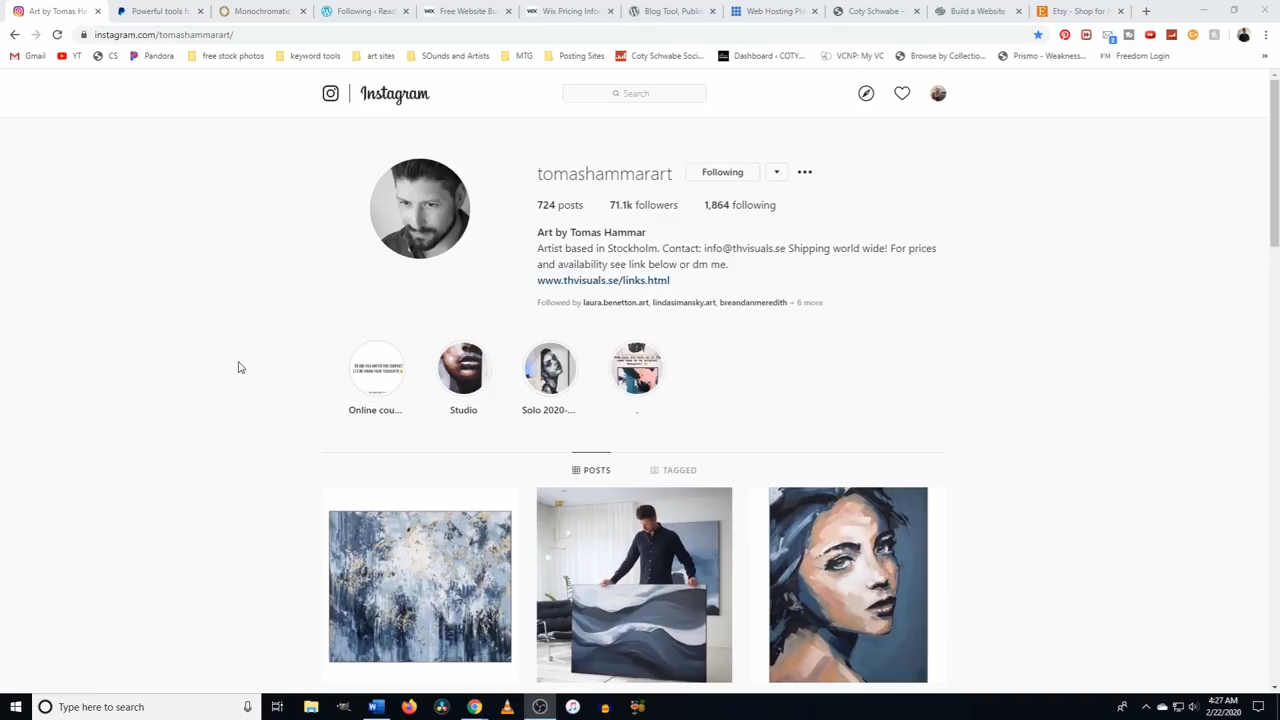 Art by Tomas Ha
Powerful tools fo
Monochromatic
Following ‹ Read
WIX
Free Website Bu
WIX
Wix Pricing Infor
Blog Tool, Public
Web Hosting Ple
Coty Schwabe –
Build a Website
Etsy - Shop for H
instagram.com/tomashammarart/
Gmail
YT
CS
Pandora
free stock photos
keyword tools-
art sites
SOunds and Artists
MTG
Posting Sites
Coty Schwabe Soci...
Dashboard ‹ COTY...
VCNP: My VC
Browse by Collectio...
Prismo - Weakness...
Freedom Login
»
Instagram
Search
tomashammarart
Following
724 posts
71.1k followers
1,864 following
Art by Tomas Hammar
Artist based in Stockholm. Contact: info@thvisuals.se Shipping world wide! For prices
and availability see link below or dm me.
www.thvisuals.se/links.html
Followed by laura.benetton.art, lindasimansky.art, breandanmeredith + 6 more
Online cou...
Studio
Solo 2020-...
.
POSTS
TAGGED
Type here to search
4:27 AM
2/22/2020